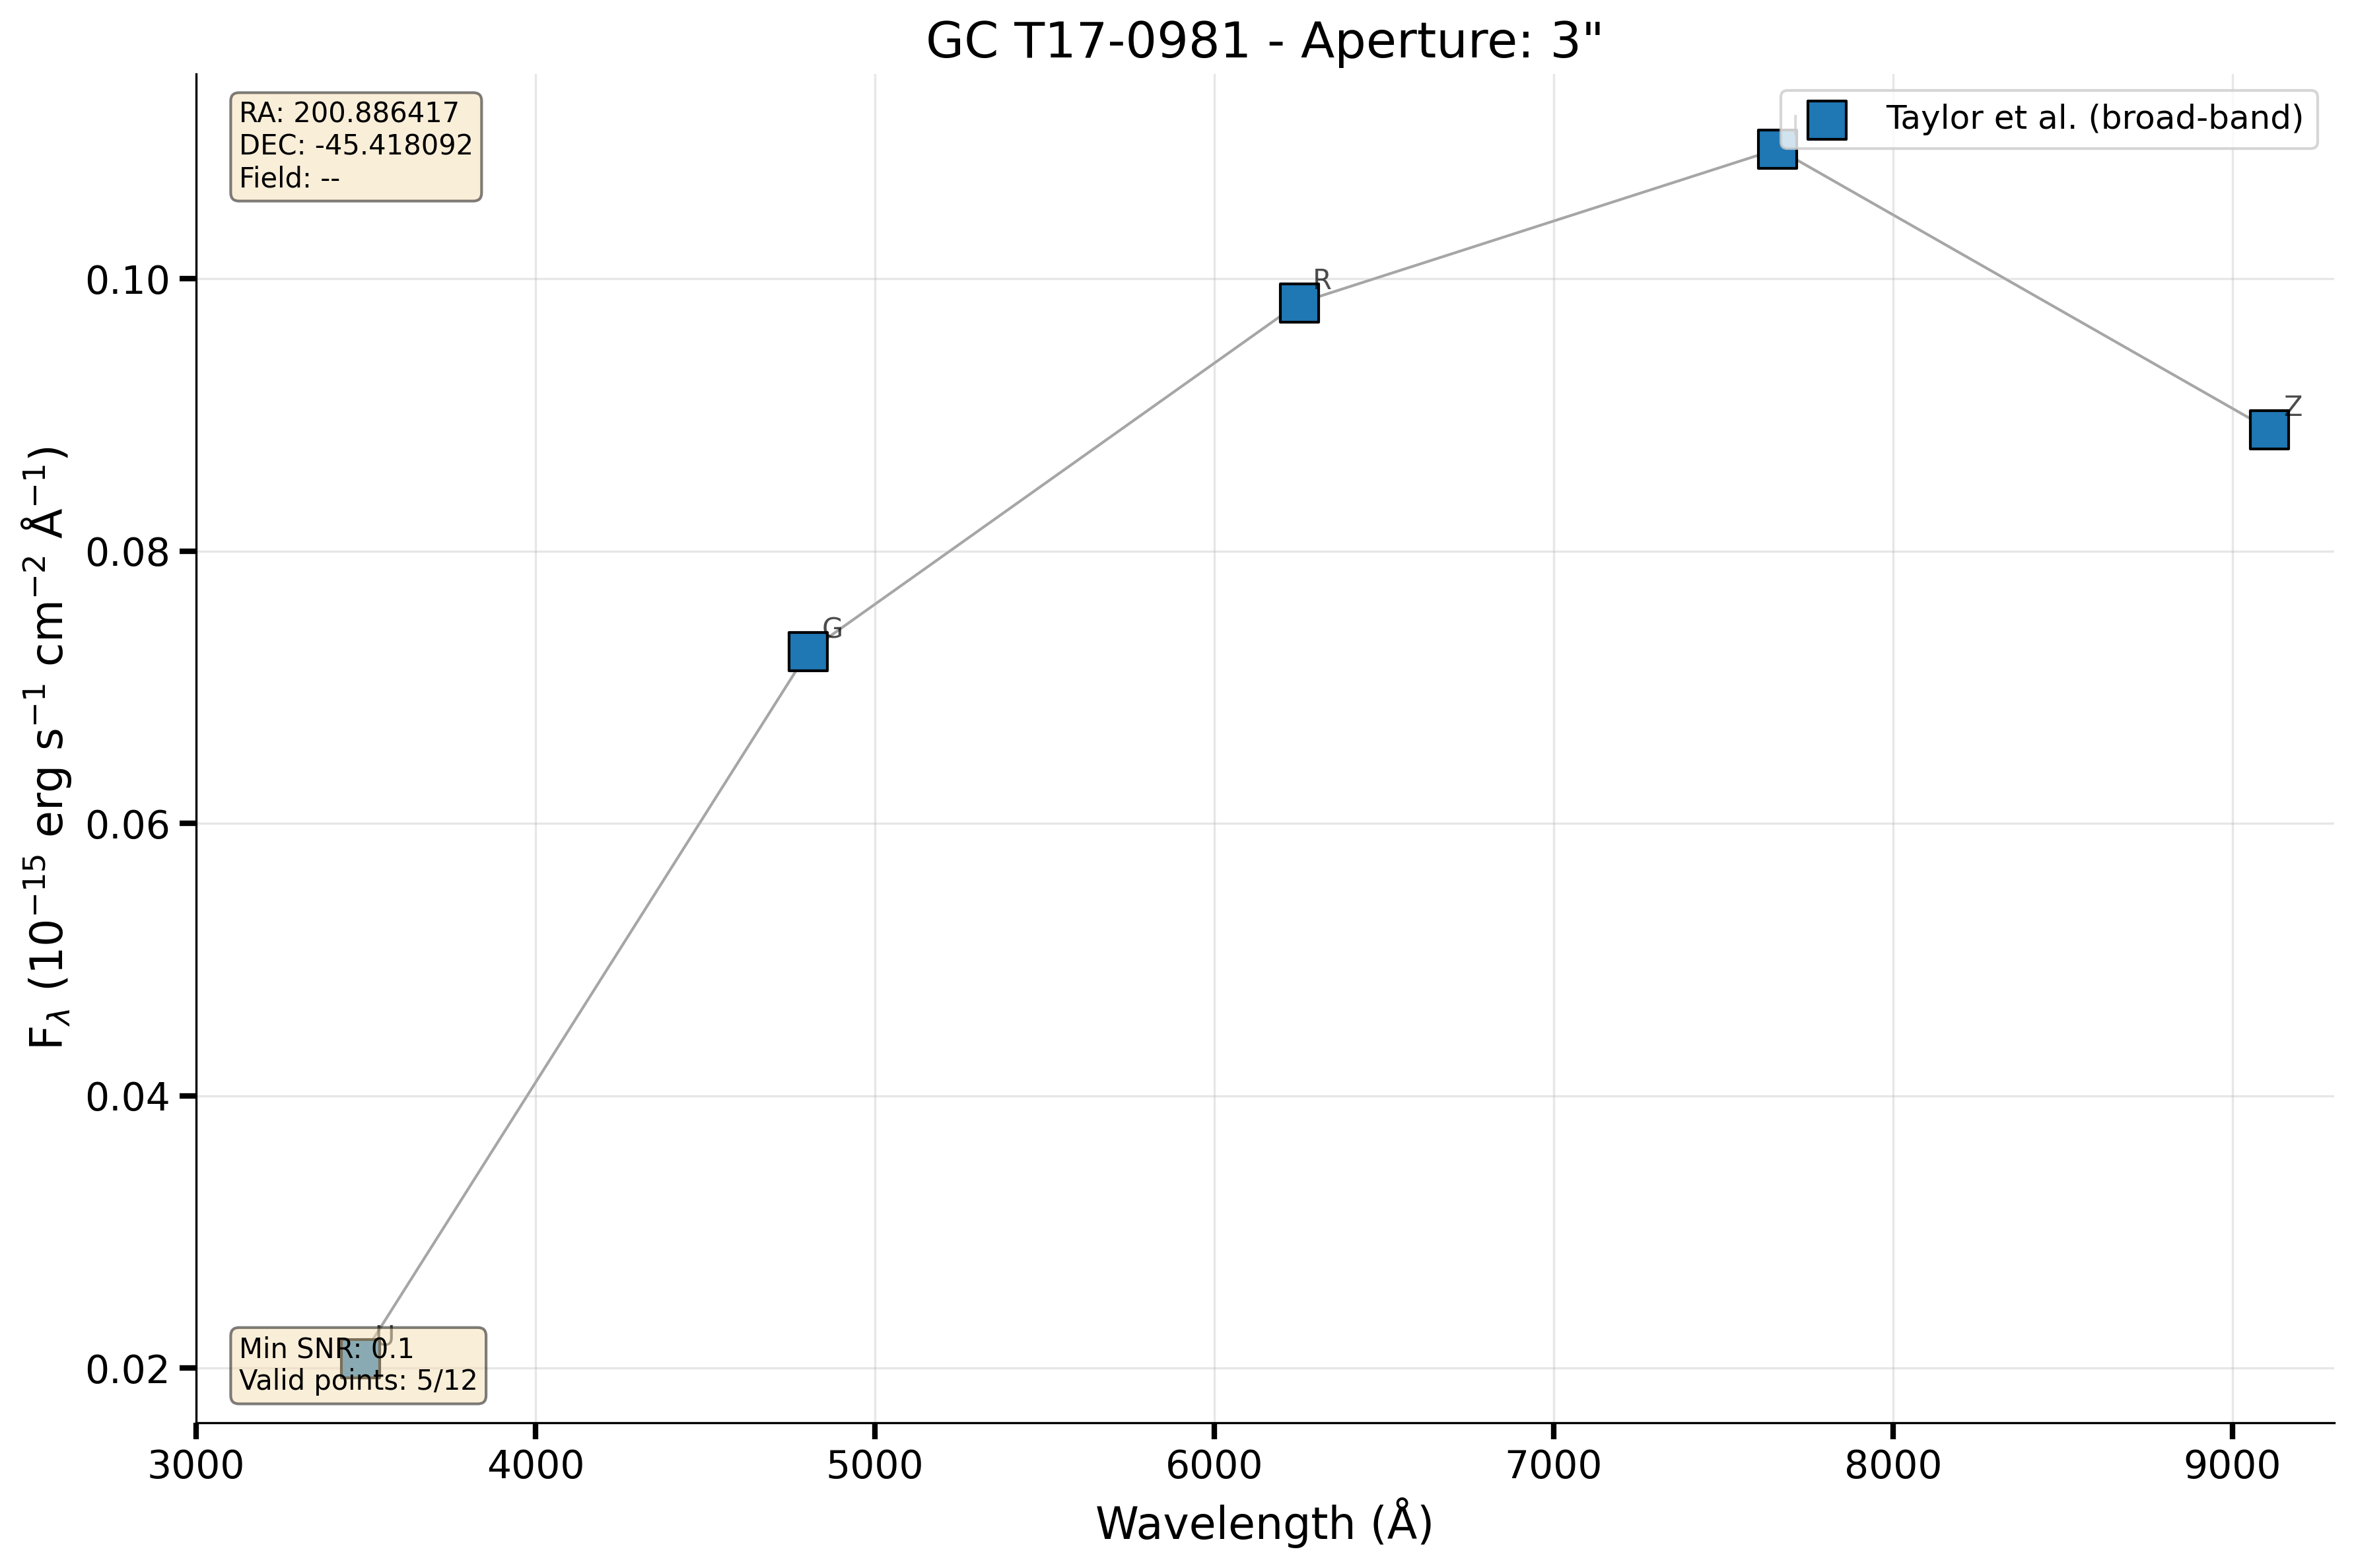 GC T17-0981 - Aperture: 3"
RA: 200.886417
DEC: -45.418092
Field: --
I
Taylor et al. (broad-band)
R
Z
G
U
Min SNR: 0.1
Valid points: 5/12
F_λ (10⁻¹⁵ erg s⁻¹ cm⁻² Å⁻¹)
0.10
0.08
0.06
0.04
0.02
3000 4000 5000 6000 7000 8000 9000
Wavelength (Å)